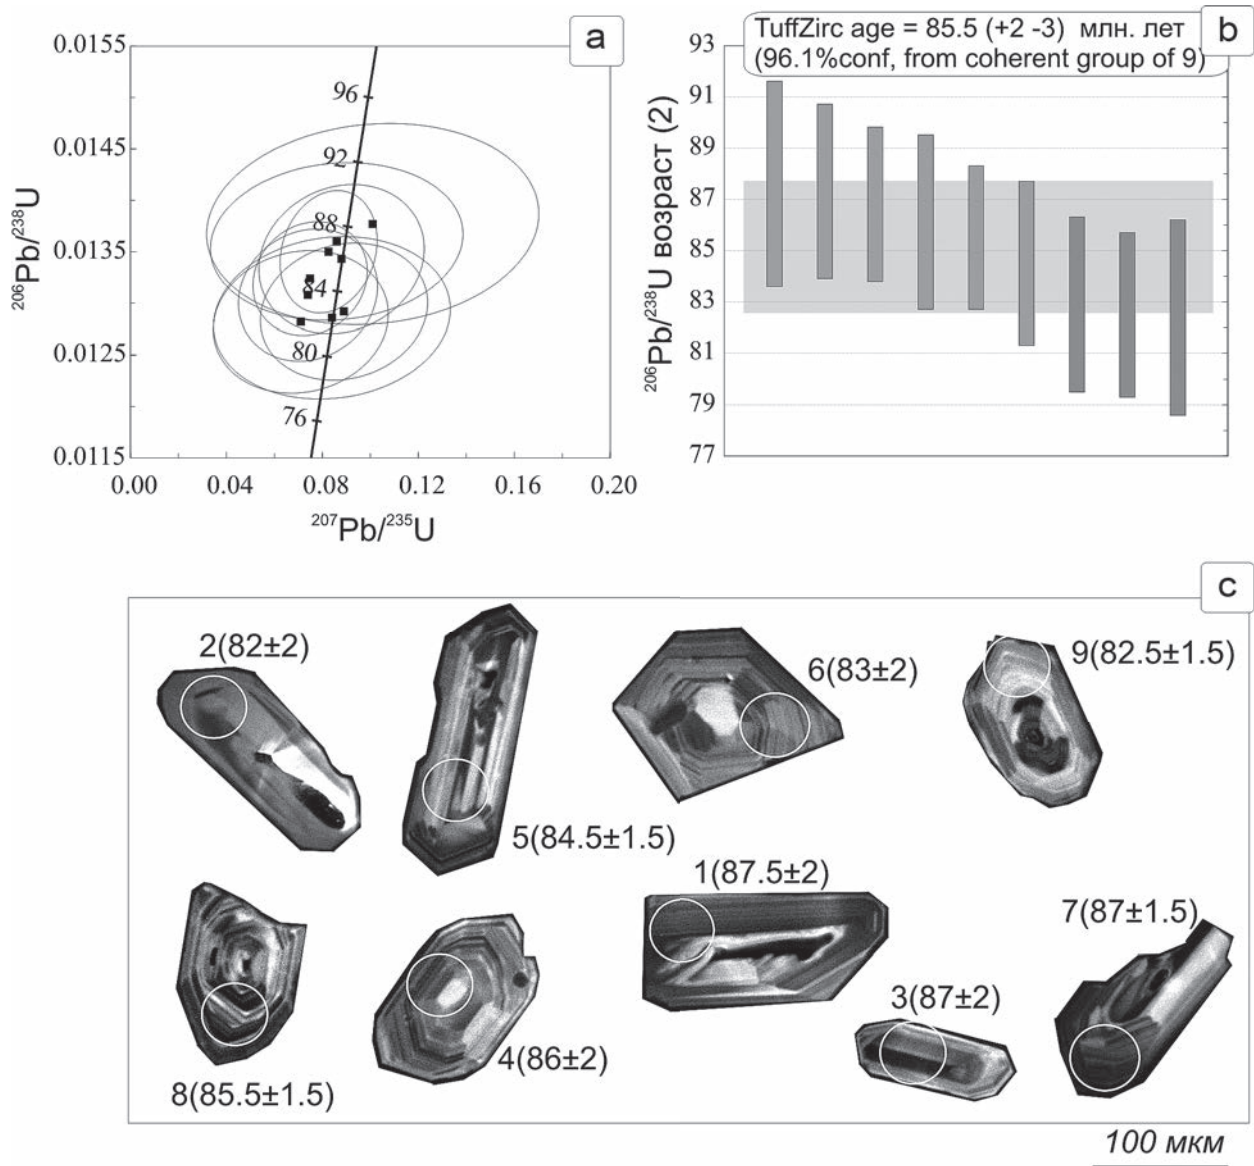 a
0.0155
0.0145
0.0135
0.0125
0.0115
206Pb/238U
96
92
88
84
80
76
0.00 0.04 0.08 0.12 0.16 0.20
207Pb/235U
b
TuffZirc age = 85.5 (+2 -3) млн. лет
(96.1%conf, from coherent group of 9)
93
91
89
87
85
83
81
79
77
206Pb/238U возраст (2)
c
2(82±2)
5(84.5±1.5)
6(83±2)
9(82.5±1.5)
8(85.5±1.5)
4(86±2)
1(87.5±2)
3(87±2)
7(87±1.5)
100 мкм